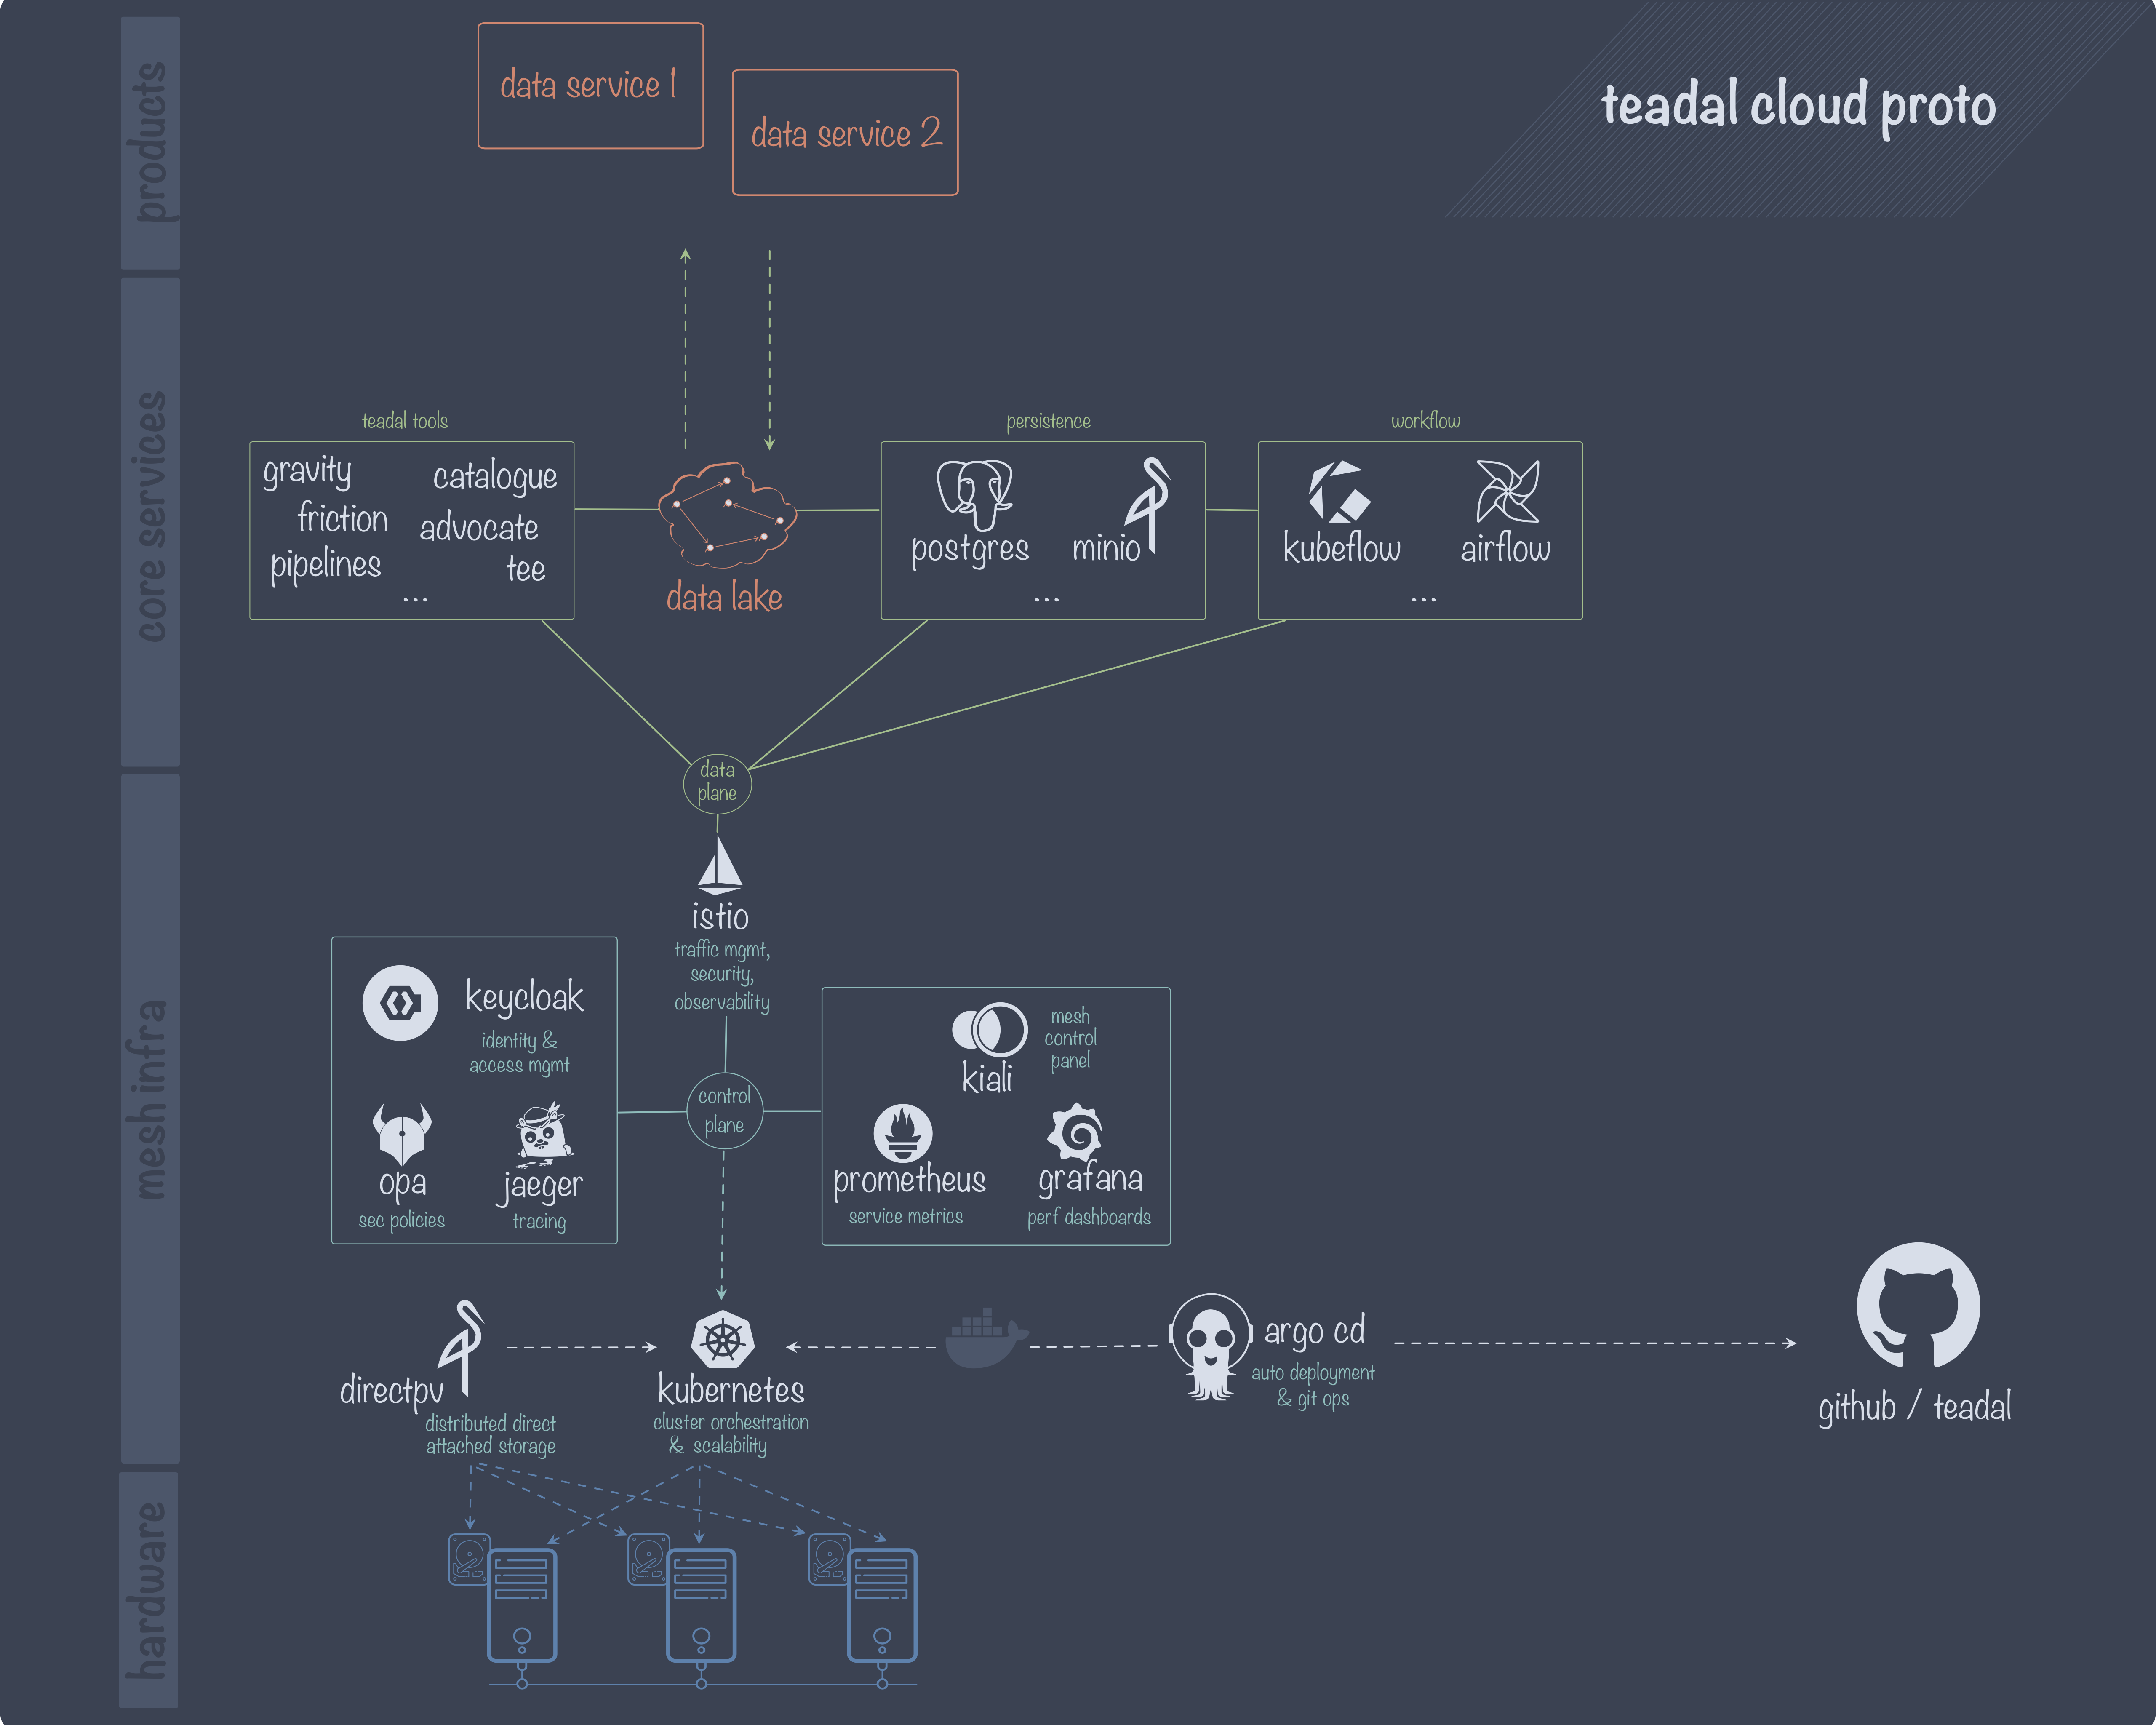 teadal cloud proto
products
data service 1
data service 2
core services
teadal tools
gravity
catalogue
friction
advocate
pipelines
tee
...
data lake
persistence
postgres
minio
...
workflow
kubeflow
airflow
...
data
plane
mesh infra
istio
traffic mgmt,
security,
observability
keycloak
identity &
access mgmt
opa
sec policies
jaeger
tracing
control
plane
kiali
mesh
control
panel
prometheus
service metrics
grafana
perf dashboards
directpv
distributed direct
attached storage
kubernetes
cluster orchestration
& scalability
argo cd
auto deployment
& git ops
github / teadal
hardware